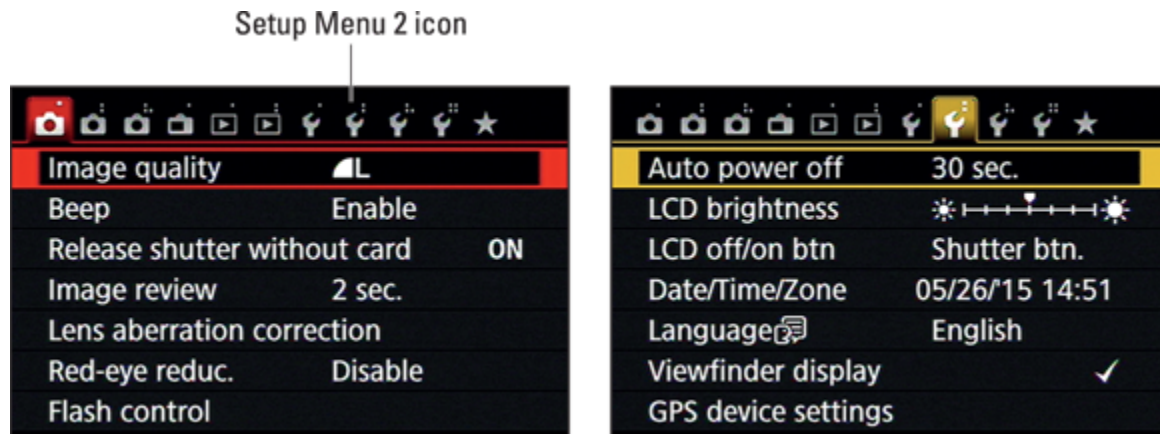 Setup Menu 2 icon
Image quality L
Beep Enable
Release shutter without card ON
Image review 2 sec.
Lens aberration correction
Red-eye reduc. Disable
Flash control
Auto power off 30 sec.
LCD brightness
LCD off/on btn Shutter btn.
Date/Time/Zone 05/26/'15 14:51
Language English
Viewfinder display
GPS device settings